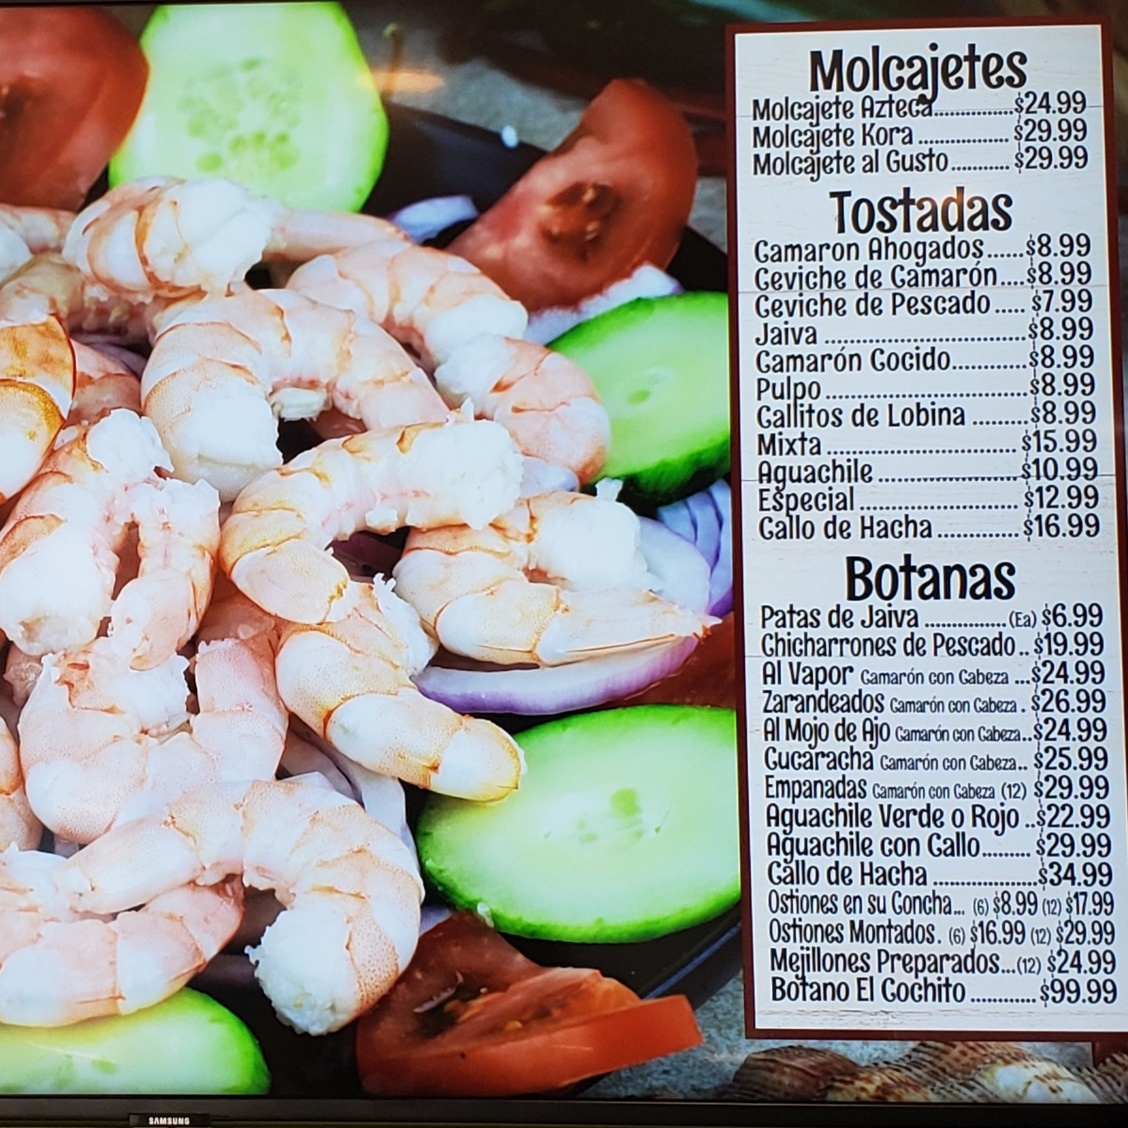 Molcajetes
Molcajete Azteca..............$24.99
Molcajete Kora ...............$29.99
Molcajete al Gusto...........$29.99
Tostadas
Camaron Ahogados......$8.99
Ceviche de Camarón....$8.99
Ceviche de Pescado ..... $7.99
Jaiva ...................................$8.99
Camarón Cocido.............$8.99
Pulpo ..................................$8.99
Gallitos de Lobina .........$8.99
Mixta ................................$15.99
Aguachile ........................$10.99
Especial ...........................$12.99
Gallo de Hacha ..............$16.99
Botanas
Patas de Jaiva ..............(Ea) $6.99
Chicharrones de Pescado .. $19.99
Al Vapor Camarón con Cabeza ...$24.99
Zarandeados Camarón con Cabeza . $26.99
Al Mojo de Ajo Camarón con Cabeza..$24.99
Cucaracha Camarón con Cabeza.. $25.99
Empanadas Camarón con Cabeza (12) $29.99
Aguachile Verde o Rojo ..$22.99
Aguachile con Gallo......... $29.99
Gallo de Hacha ...................$34.99
Ostiones en su Concha... (6) $8.99 (12) $17.99
Ostiones Montados. (6) $16.99 (12) $29.99
Mejillones Preparados...(12) $24.99
Botano El Cochito ............$99.99
SAMSUNG